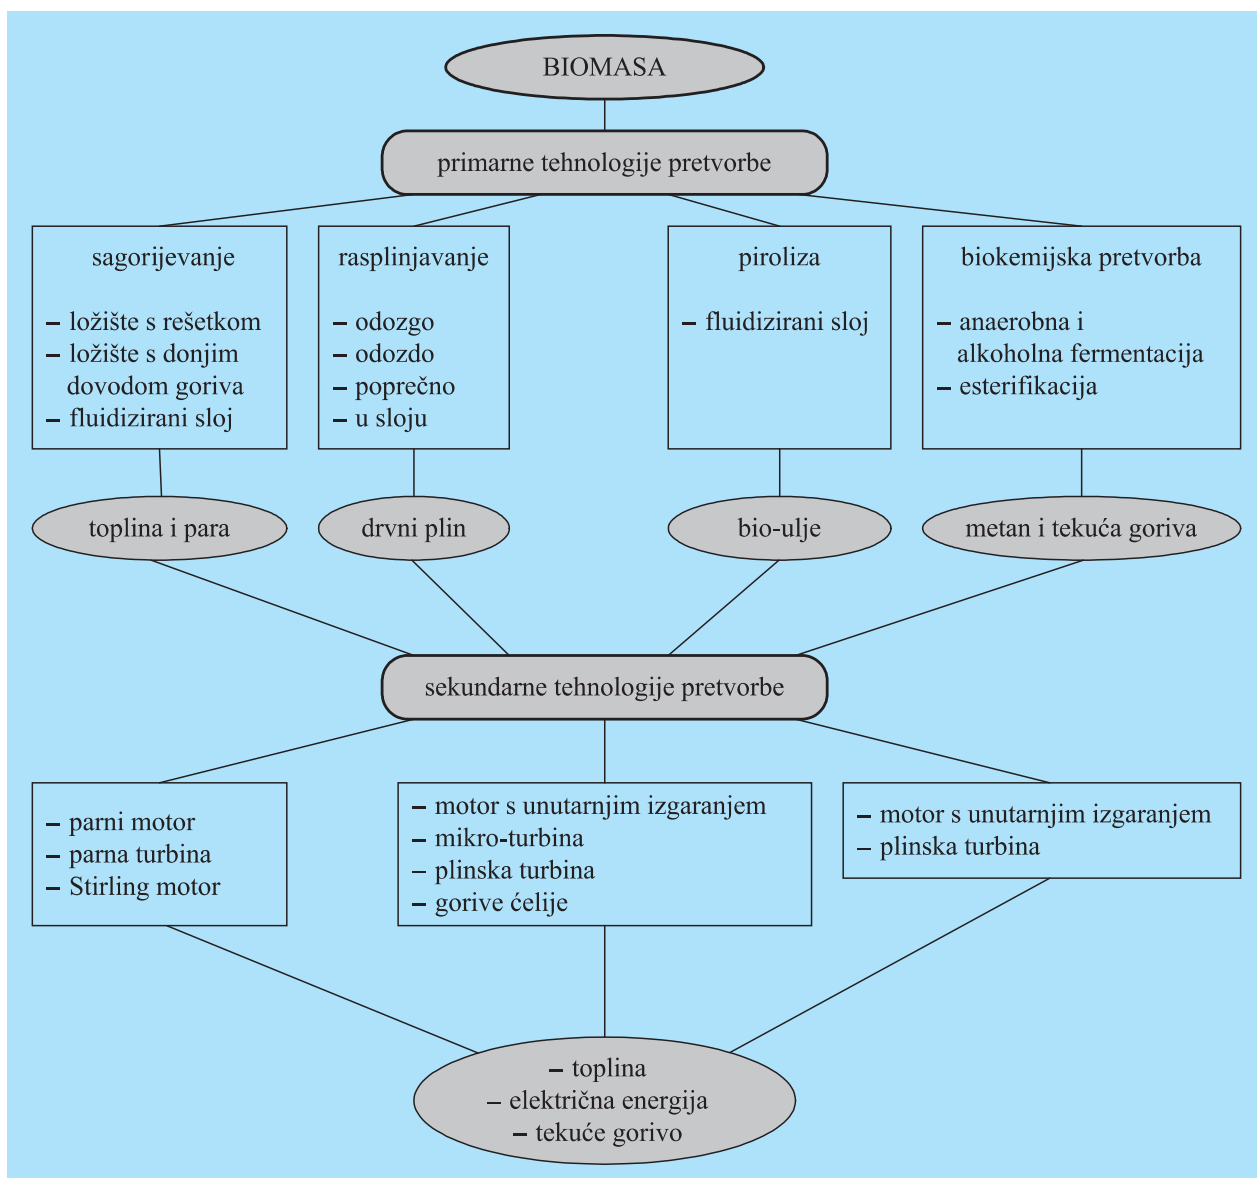 BIOMASA
primarne tehnologije pretvorbe
sagorijevanje
– ložište s rešetkom
– ložište s donjim
dovodom goriva
– fluidizirani sloj
rasplinjavanje
– odozgo
– odozdo
– poprečno
– u sloju
piroliza
– fluidizirani sloj
biokemijska pretvorba
– anaerobna i
alkoholna fermentacija
– esterifikacija
toplina i para
drvni plin
bio-ulje
metan i tekuća goriva
sekundarne tehnologije pretvorbe
– parni motor
– parna turbina
– Stirling motor
– motor s unutarnjim izgaranjem
– mikro-turbina
– plinska turbina
– gorive ćelije
– motor s unutarnjim izgaranjem
– plinska turbina
– toplina
– električna energija
– tekuće gorivo